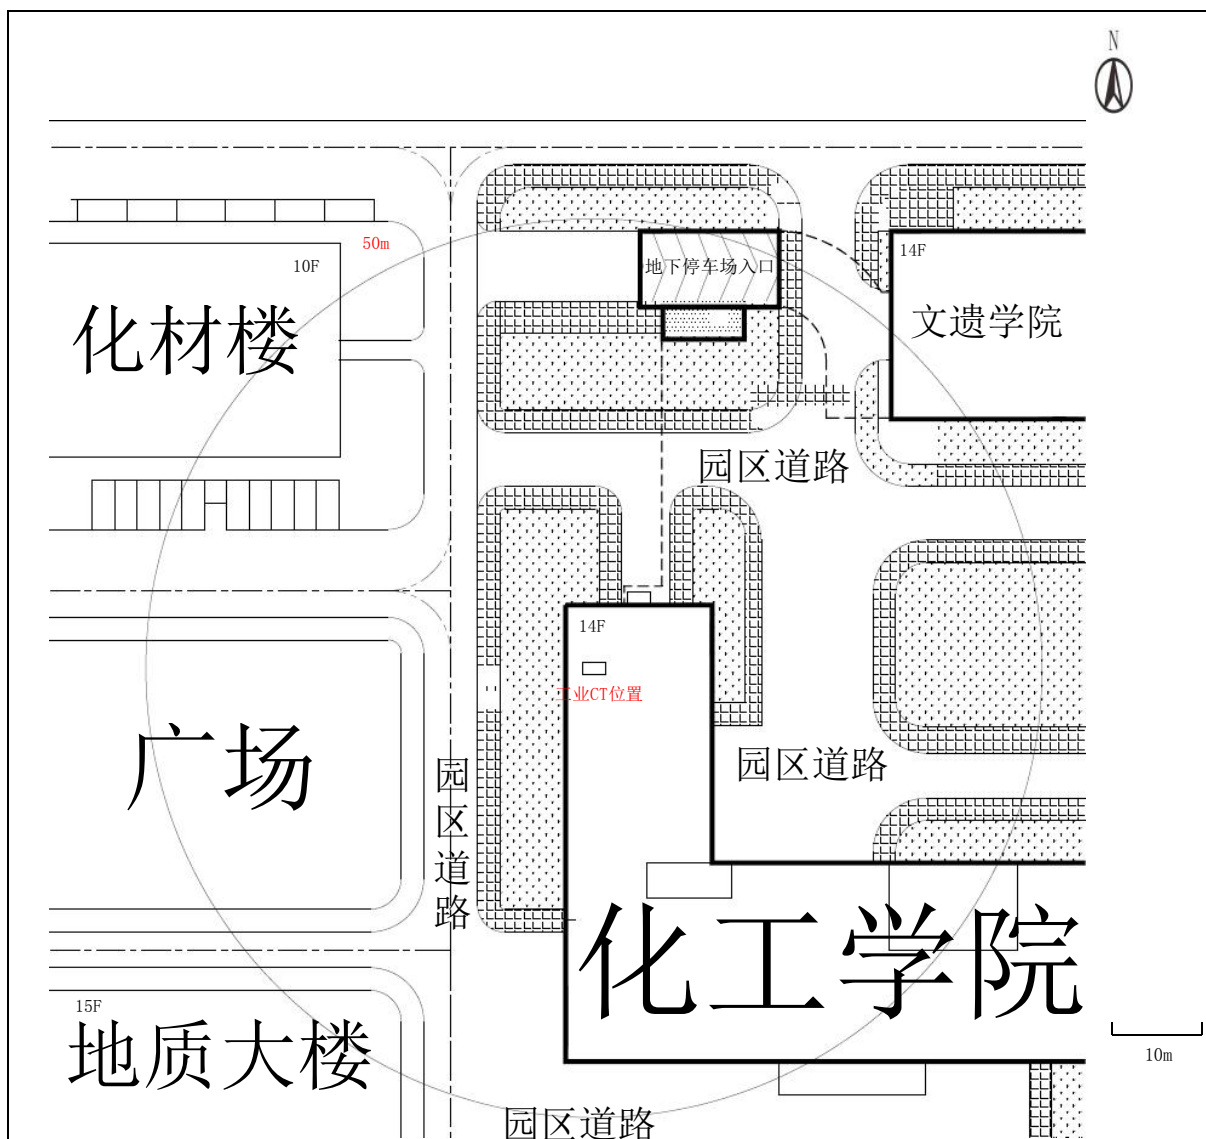 N
50m
10F
化材楼
地下停车场入口
14F
文遗学院
园区道路
14F
工业CT位置
广场
园区道路
园区道路
化工学院
15F
地质大楼
10m
园区道路